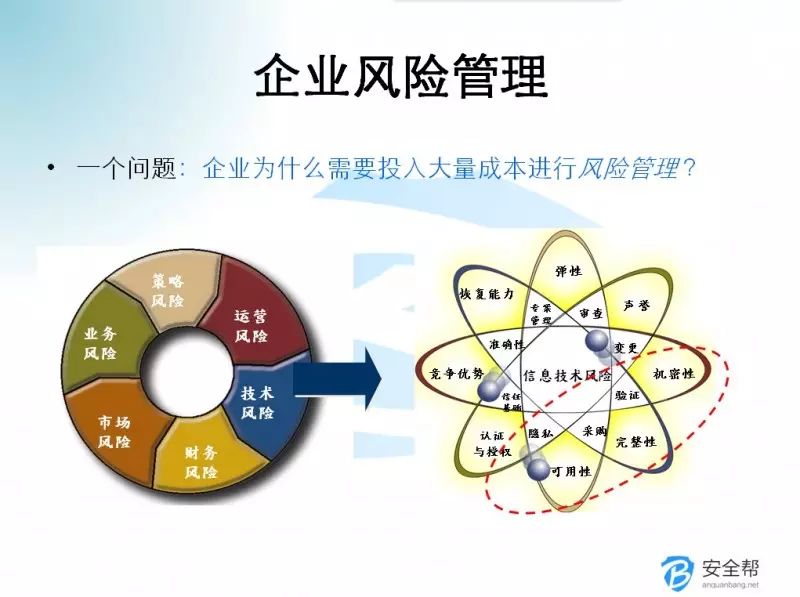 企业风险管理
• 一个问题：企业为什么需要投入大量成本进行风险管理？
策略
风险
运营
风险
技术
风险
财务
风险
市场
风险
业务
风险
弹性
恢复能力
专案
管理
审查
声誉
准确性
变更
竞争优势
信息技术风险
机密性
信任
基础
验证
认证
与授权
隐私
采购
完整性
可用性
安全帮
anquanbang.net